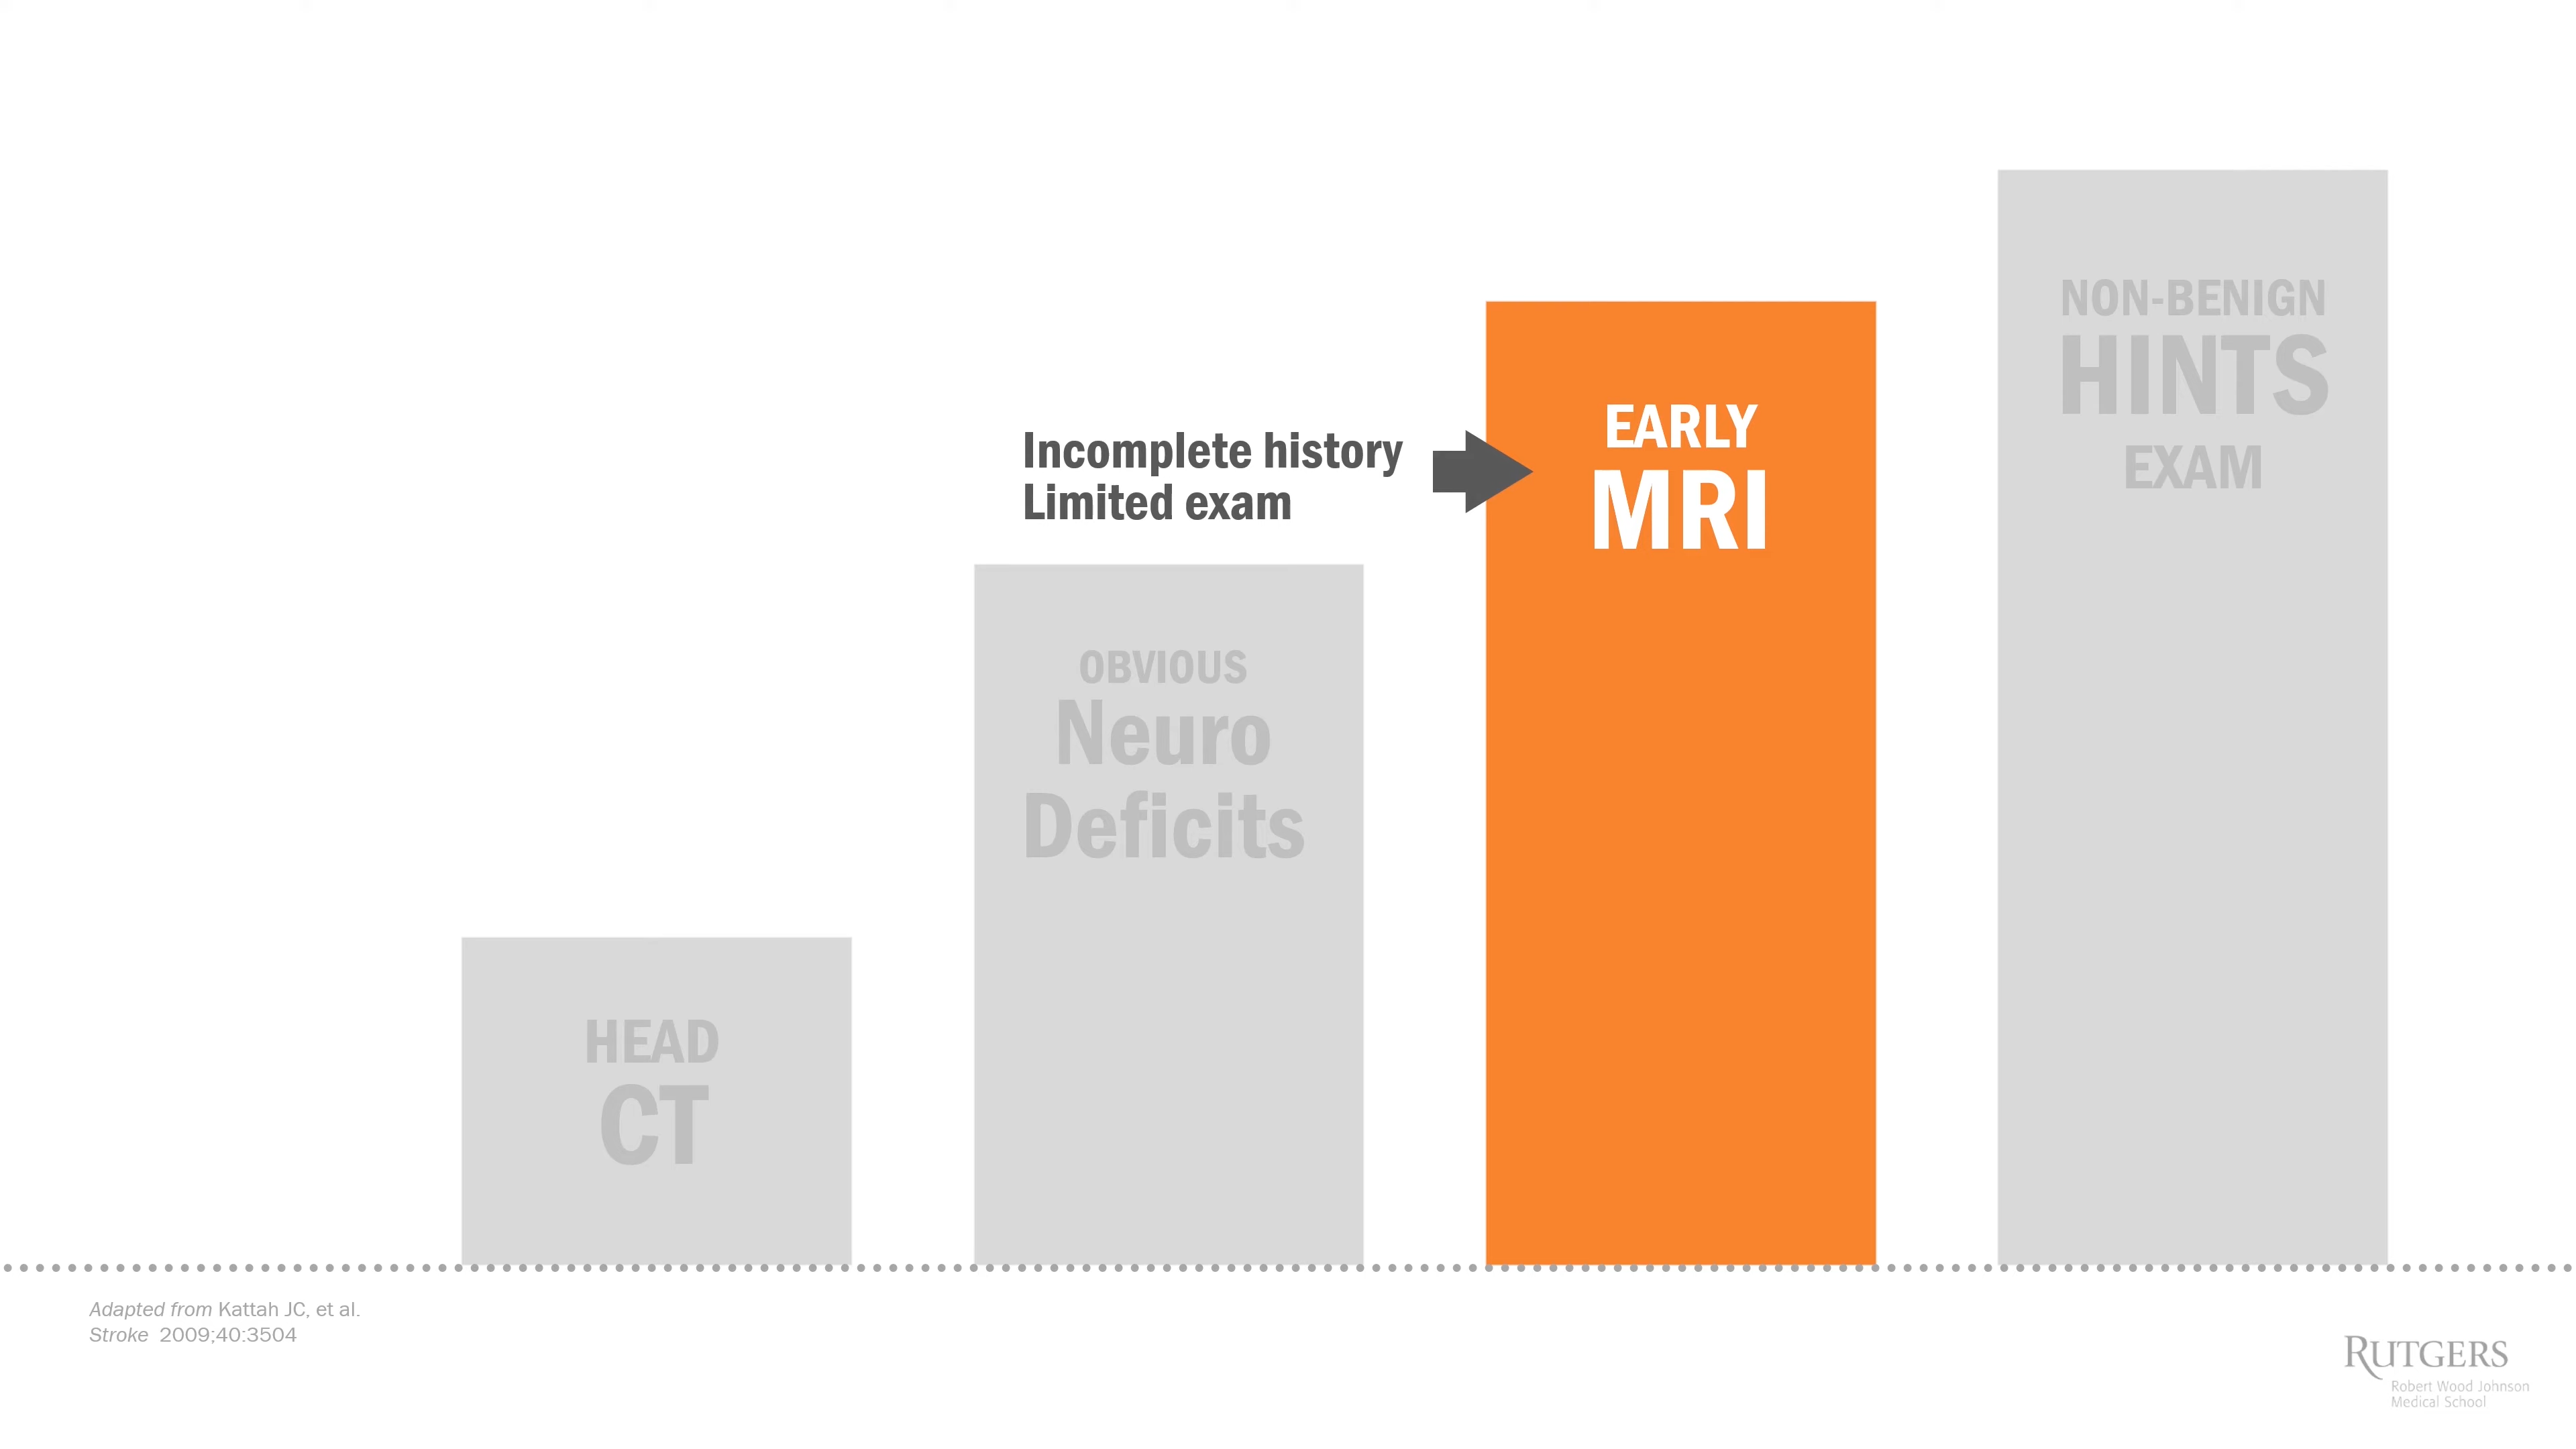 HEAD
CT
OBVIOUS
Neuro
Deficits
Incomplete history
Limited exam
EARLY
MRI
NON-BENIGN
HINTS
EXAM
Adapted from Kattah JC, et al.
Stroke 2009;40:3504
RUTGERS
Robert Wood Johnson
Medical School